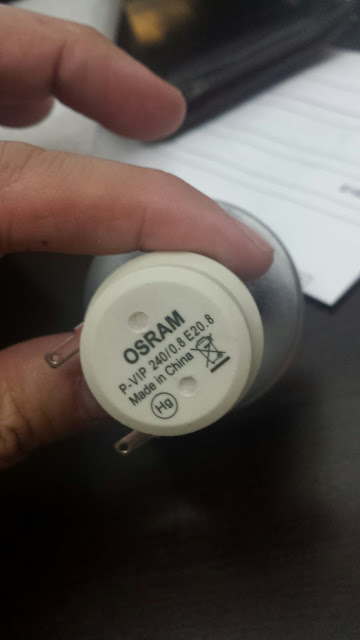 OSRAM
P-VIP 240/0.8 E20.8
Made in China
Hg